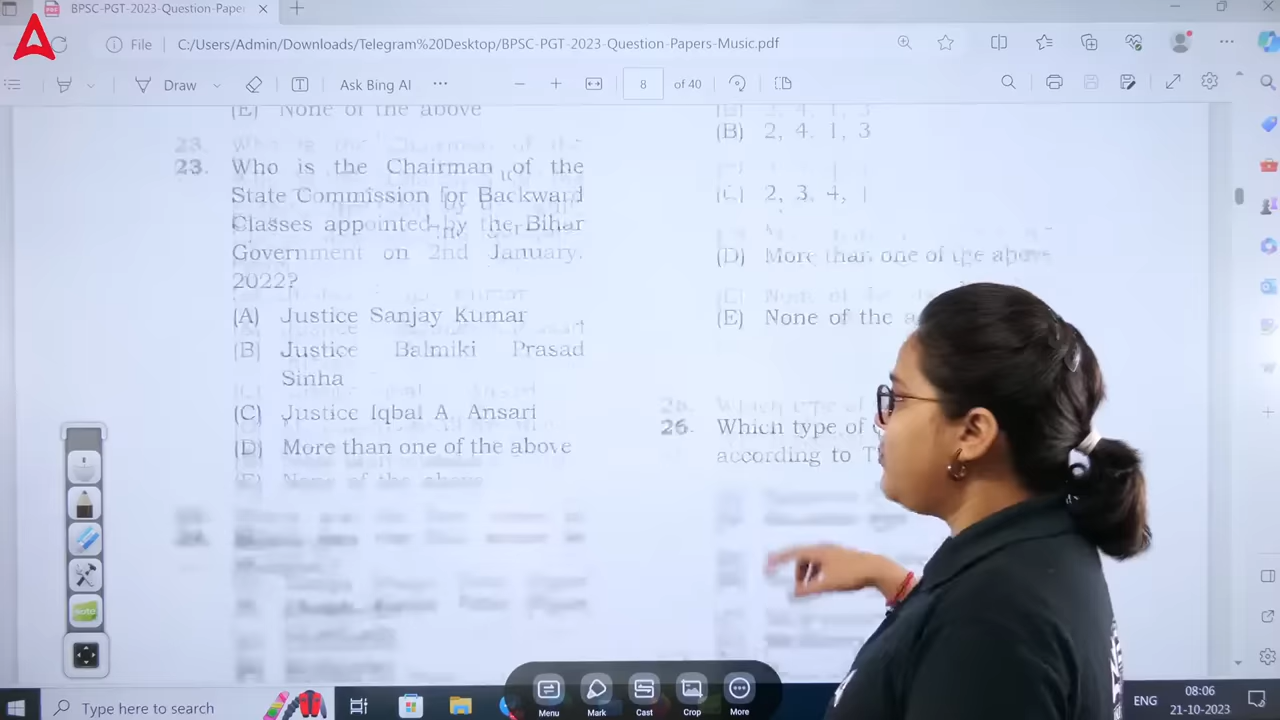 BPSC-PGT-2023-Question-Paper
File
C:/Users/Admin/Downloads/Telegram%20Desktop/BPSC-PGT-2023-Question-Papers-Music.pdf
Draw
Ask Bing AI
8 of 40
(E) None of the above
23. Who is the Chairman of the
State Commission for Backward
Classes appointed by the Bihar
Government on 2nd January,
2022?
(A) Justice Sanjay Kumar
(B) Justice Balmiki Prasad
Sinha
(C) Justice Iqbal A. Ansari
(D) More than one of the above
(E) None of the above
24.
(B) 2, 4, 1, 3
(C) 2, 3, 4, 1
(D) More than one of the above
(E) None of the
26. Which type of
according to
Menu
Mark
Cast
Crop
More
Type here to search
ENG
08:06
21-10-2023